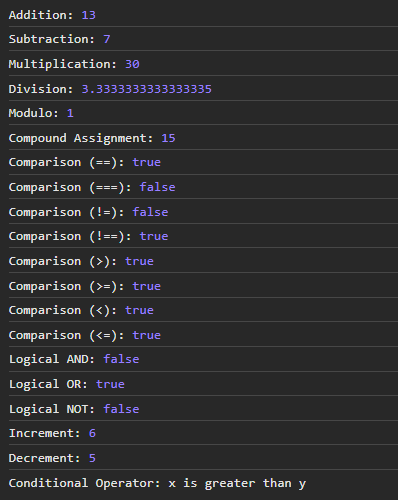 Addition: 13
Subtraction: 7
Multiplication: 30
Division: 3.3333333333333335
Modulo: 1
Compound Assignment: 15
Comparison (==): true
Comparison (===): false
Comparison (!=): false
Comparison (!==): true
Comparison (>): true
Comparison (>=): true
Comparison (<): true
Comparison (<=): true
Logical AND: false
Logical OR: true
Logical NOT: false
Increment: 6
Decrement: 5
Conditional Operator: x is greater than y